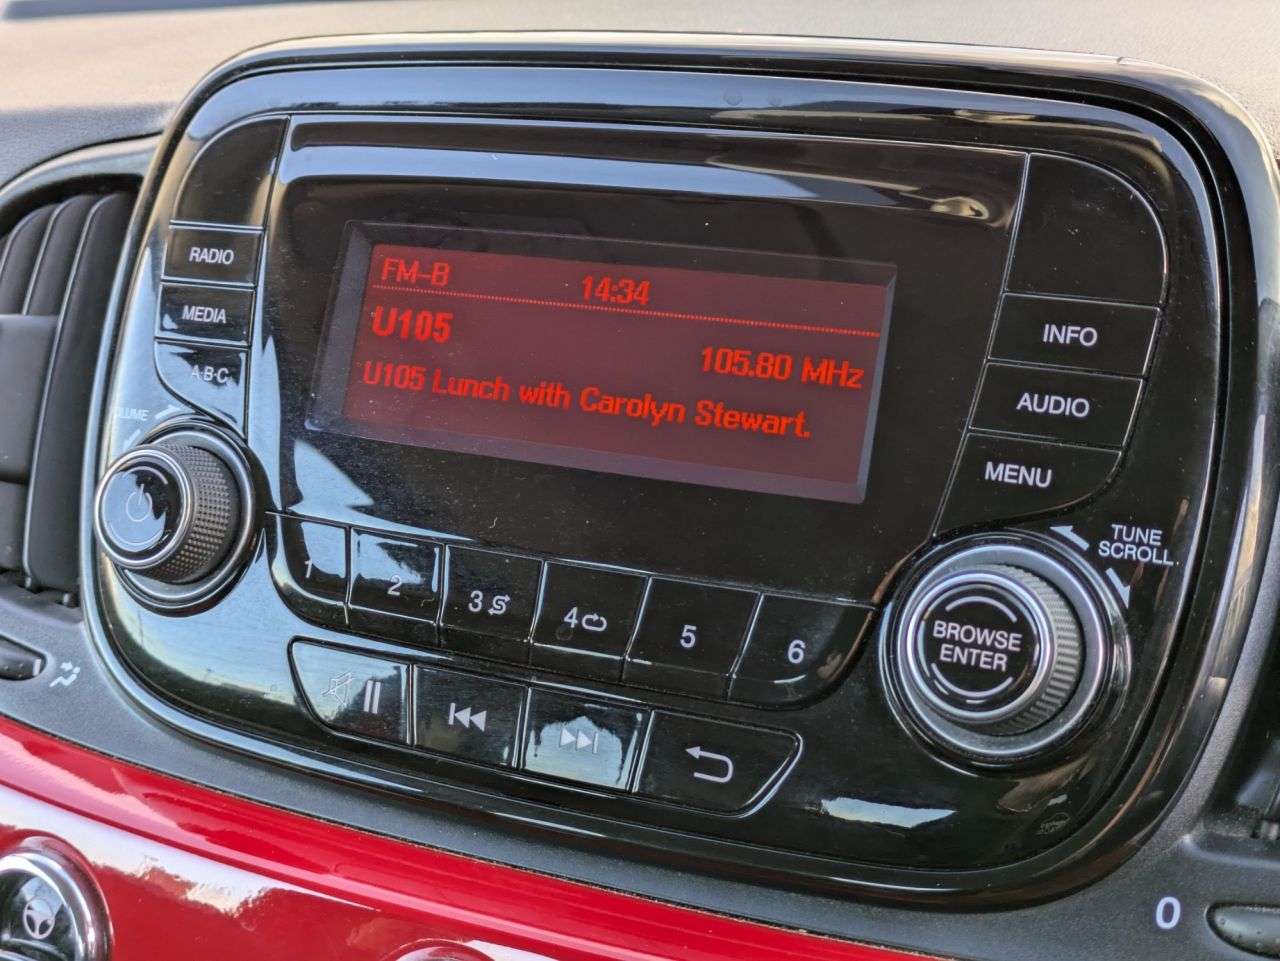 FM-B 14:34
U105
105.80 MHz
U105 Lunch with Carolyn Stewart.
RADIO
MEDIA
A·B·C
INFO
AUDIO
MENU
TUNE
SCROLL
BROWSE
ENTER
1 2 3 4 5 6
0